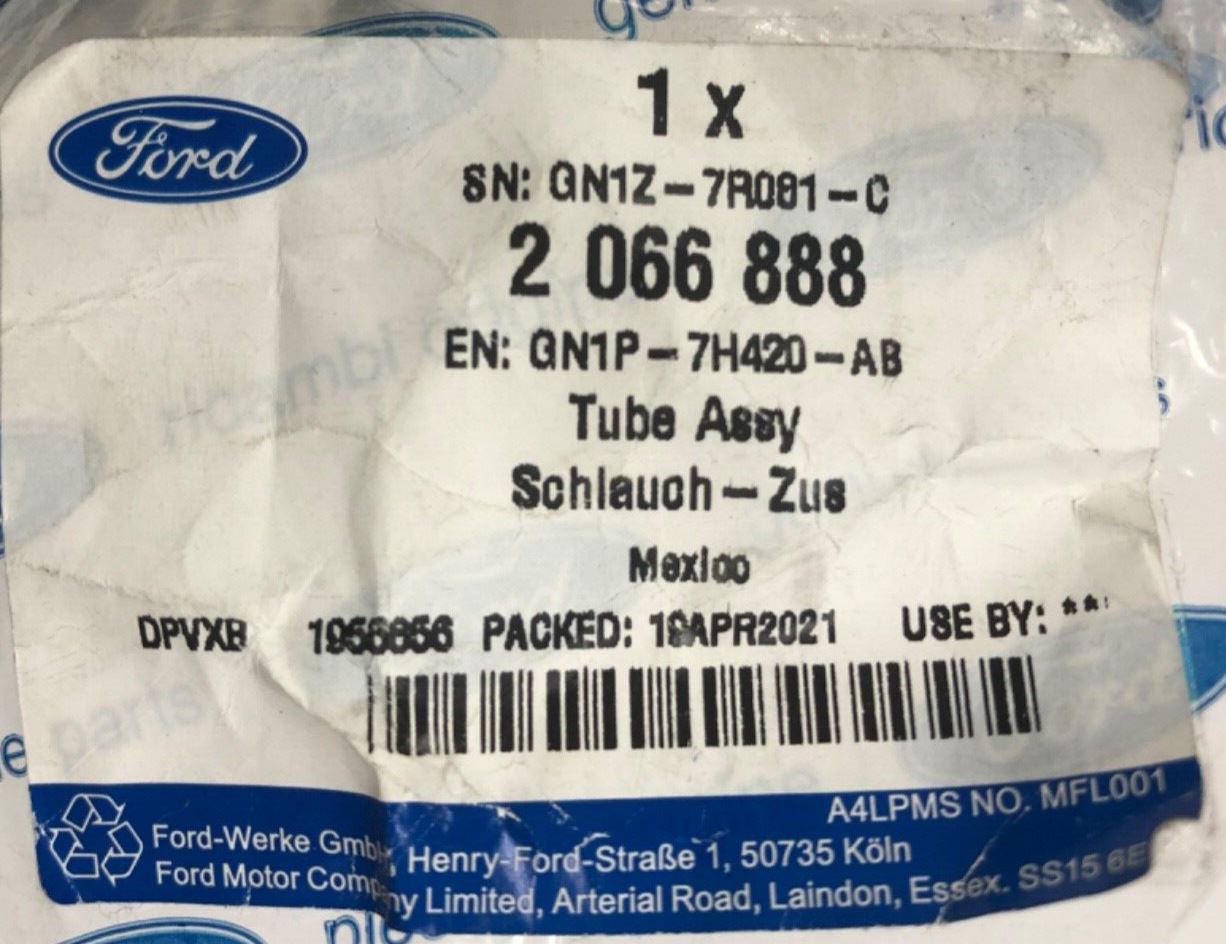 Ford
1 x
SN: GN1Z-7R081-C
2 066 888
EN: GN1P-7H420-AB
Tube Assy
Schlauch-Zus
Mexico
DPVXB PACKED: APR2021 USE BY: **
A4LPMS NO. MFL001
Ford-Werke GmbH, Henry-Ford-Straße 1, 50735 Köln
Ford Motor Company Limited, Arterial Road, Laindon, Essex. SS15 6E
parts